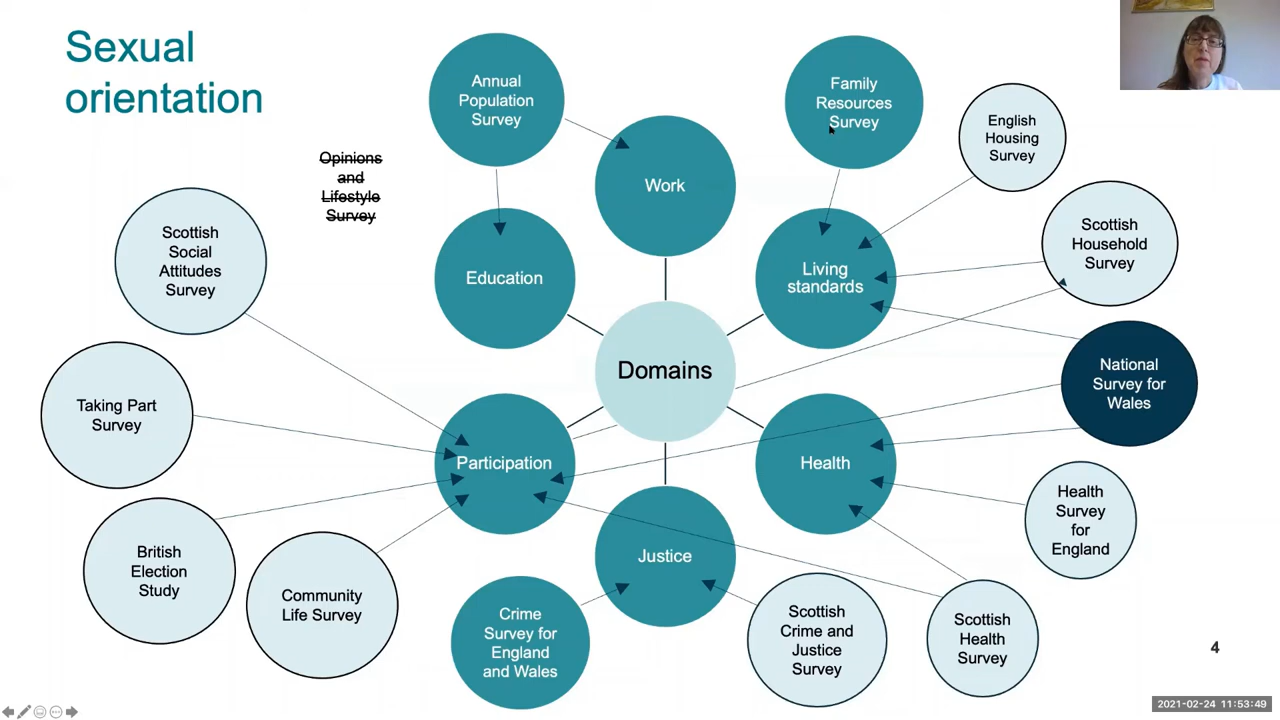 Sexual
orientation
Annual
Population
Survey
Family
Resources
Survey
English
Housing
Survey
Opinions
and
Lifestyle
Survey
Work
Scottish
Social
Attitudes
Survey
Education
Living
standards
Scottish
Household
Survey
Domains
National
Survey for
Wales
Taking Part
Survey
Participation
Health
Health
Survey
for
England
British
Election
Study
Community
Life Survey
Justice
Crime
Survey for
England
and Wales
Scottish
Crime and
Justice
Survey
Scottish
Health
Survey
4
2021-02-24 11:53:49